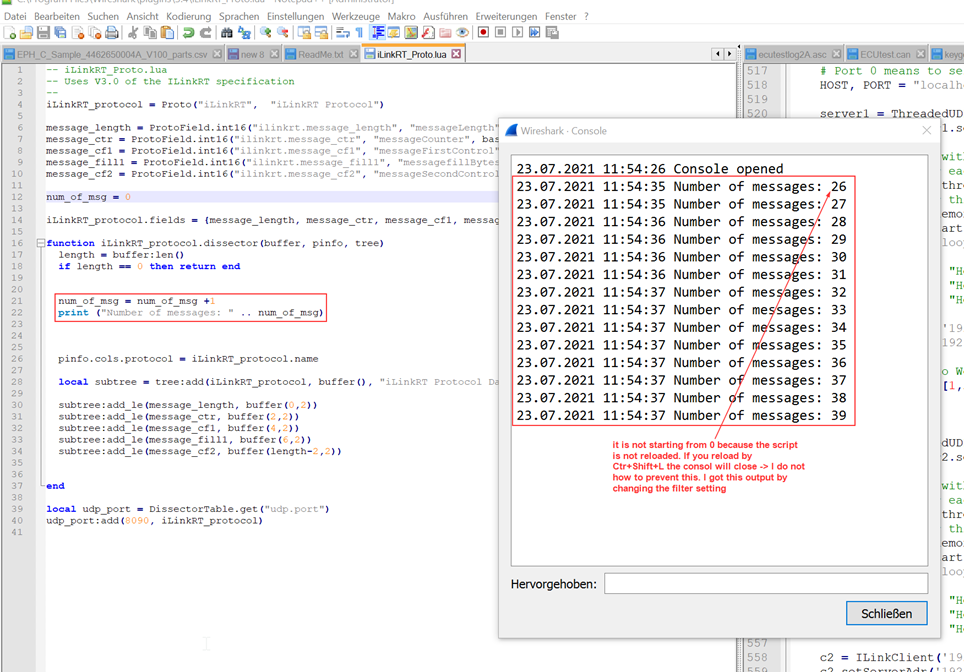 Datei Bearbeiten Suchen Ansicht Kodierung Sprachen Einstellungen Werkzeuge Makro Ausführen Erweiterungen Fenster ?
EPH_C_Sample_4462650004A_V100_parts.csv new 8 ReadMe.txt iLinkRT_Proto.lua ecutestlog2A.asc ECUtest.can
1 -- iLinkRT_Proto.lua
2 -- Uses V3.0 of the ILinkRT specification
3 --
4 iLinkRT_protocol = Proto("iLinkRT", "iLinkRT Protocol")
5
6 message_length = ProtoField.int16("ilinkrt.message_length", "messageLength"
7 message_ctr = ProtoField.int16("ilinkrt.message_ctr", "messageCounter", bas
8 message_cf1 = ProtoField.int16("ilinkrt.message_cf1", "messageFirstControl"
9 message_fill1 = ProtoField.int16("ilinkrt.message_fill1", "messagefillBytes
10 message_cf2 = ProtoField.int16("ilinkrt.message_cf2", "messageSecondControl
11
12 num_of_msg = 0
13
14 iLinkRT_protocol.fields = {message_length, message_ctr, message_cf1, messag
15
16 function iLinkRT_protocol.dissector(buffer, pinfo, tree)
17 length = buffer:len()
18 if length == 0 then return end
19
20
21 num_of_msg = num_of_msg +1
22 print ("Number of messages: " .. num_of_msg)
23
24
25
26 pinfo.cols.protocol = iLinkRT_protocol.name
27
28 local subtree = tree:add(iLinkRT_protocol, buffer(), "iLinkRT Protocol Da
29
30 subtree:add_le(message_length, buffer(0,2))
31 subtree:add_le(message_ctr, buffer(2,2))
32 subtree:add_le(message_cf1, buffer(4,2))
33 subtree:add_le(message_fill1, buffer(6,2))
34 subtree:add_le(message_cf2, buffer(length-2,2))
35
36
37 end
38
39 local udp_port = DissectorTable.get("udp.port")
40 udp_port:add(8090, iLinkRT_protocol)
41
Wireshark · Console
23.07.2021 11:54:26 Console opened
23.07.2021 11:54:35 Number of messages: 26
23.07.2021 11:54:35 Number of messages: 27
23.07.2021 11:54:36 Number of messages: 28
23.07.2021 11:54:36 Number of messages: 29
23.07.2021 11:54:36 Number of messages: 30
23.07.2021 11:54:36 Number of messages: 31
23.07.2021 11:54:37 Number of messages: 32
23.07.2021 11:54:37 Number of messages: 33
23.07.2021 11:54:37 Number of messages: 34
23.07.2021 11:54:37 Number of messages: 35
23.07.2021 11:54:37 Number of messages: 36
23.07.2021 11:54:37 Number of messages: 37
23.07.2021 11:54:37 Number of messages: 38
23.07.2021 11:54:37 Number of messages: 39
it is not starting from 0 because the script
is not reloaded. If you reload by
Ctr+Shift+L the consol will close -> I do not
how to prevent this. I got this output by
changing the filter setting
Hervorgehoben:
Schließen
517 # Port 0 means to se
518 HOST, PORT = "localh
519
520 server1 = ThreadedUD
557
558 c2 = ILinkClient('19